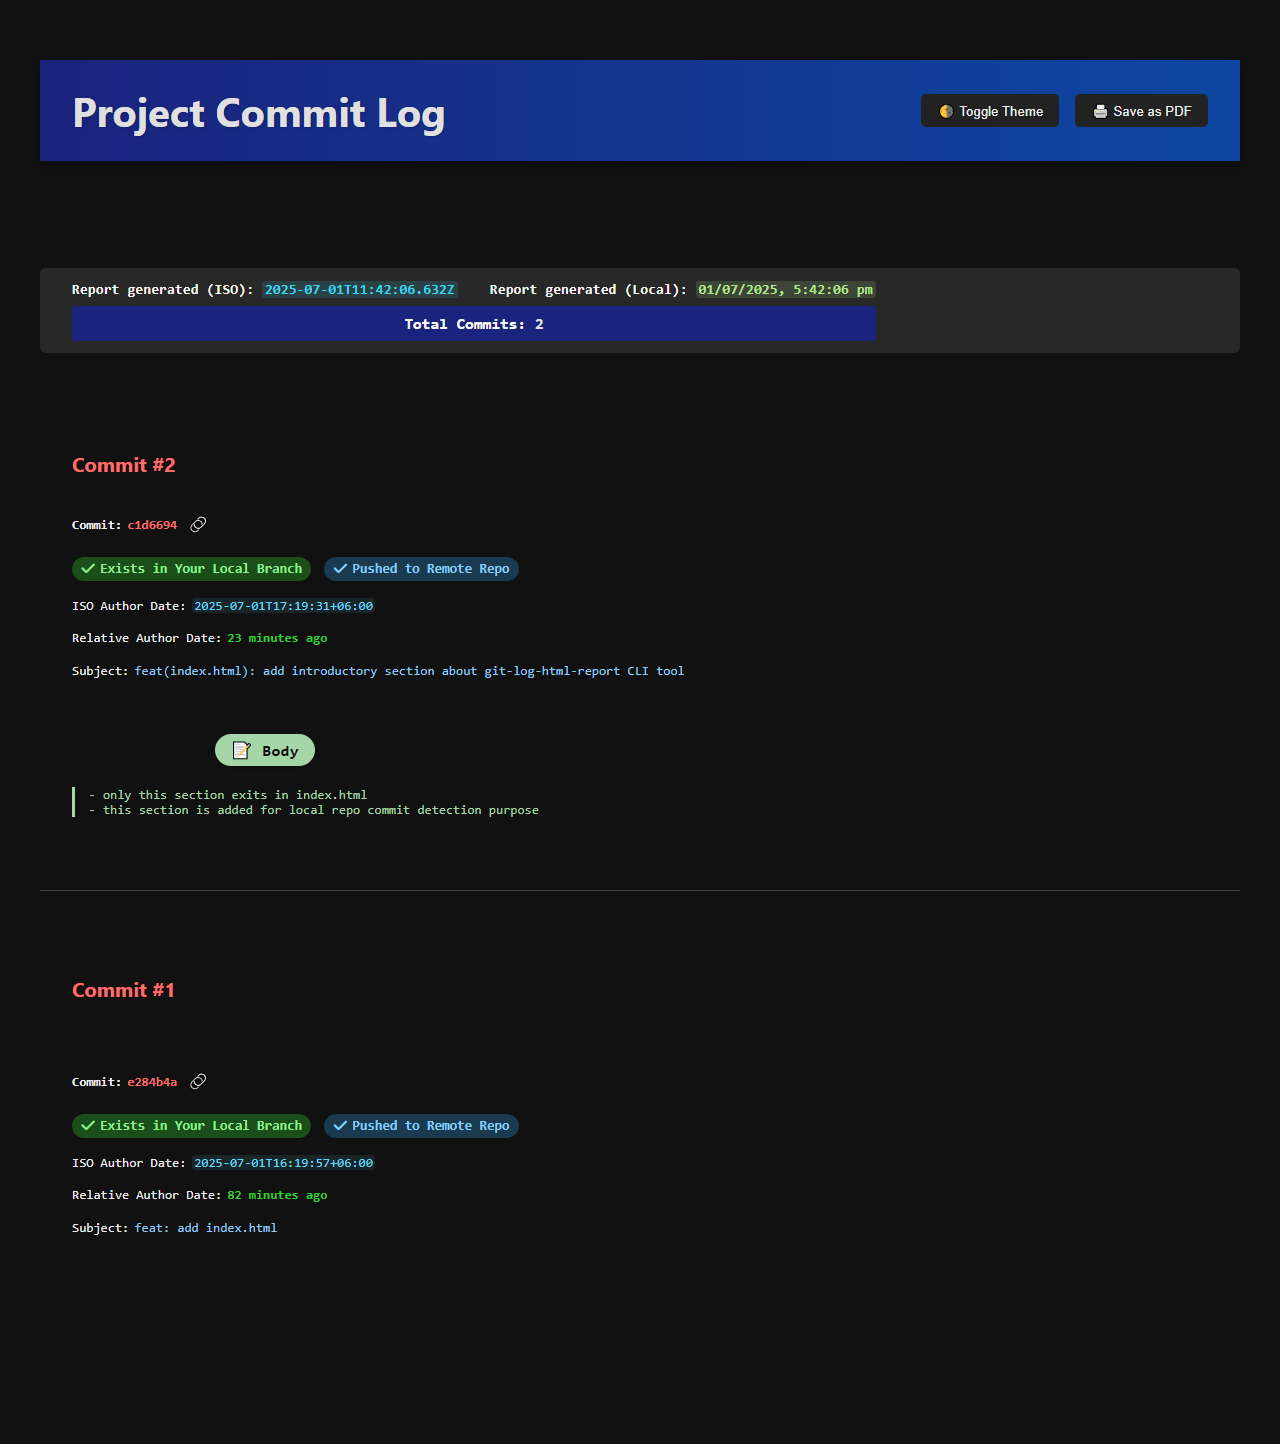 Project Commit Log
Toggle Theme
Save as PDF
Report generated (ISO): 2025-07-01T11:42:06.632Z
Report generated (Local): 01/07/2025, 5:42:06 pm
Total Commits: 2
Commit #2
Commit: c1d6694
Exists in Your Local Branch
Pushed to Remote Repo
ISO Author Date: 2025-07-01T17:19:31+06:00
Relative Author Date: 23 minutes ago
Subject: feat(index.html): add introductory section about git-log-html-report CLI tool
Body
- only this section exits in index.html
- this section is added for local repo commit detection purpose
Commit #1
Commit: e284b4a
Exists in Your Local Branch
Pushed to Remote Repo
ISO Author Date: 2025-07-01T16:19:57+06:00
Relative Author Date: 82 minutes ago
Subject: feat: add index.html